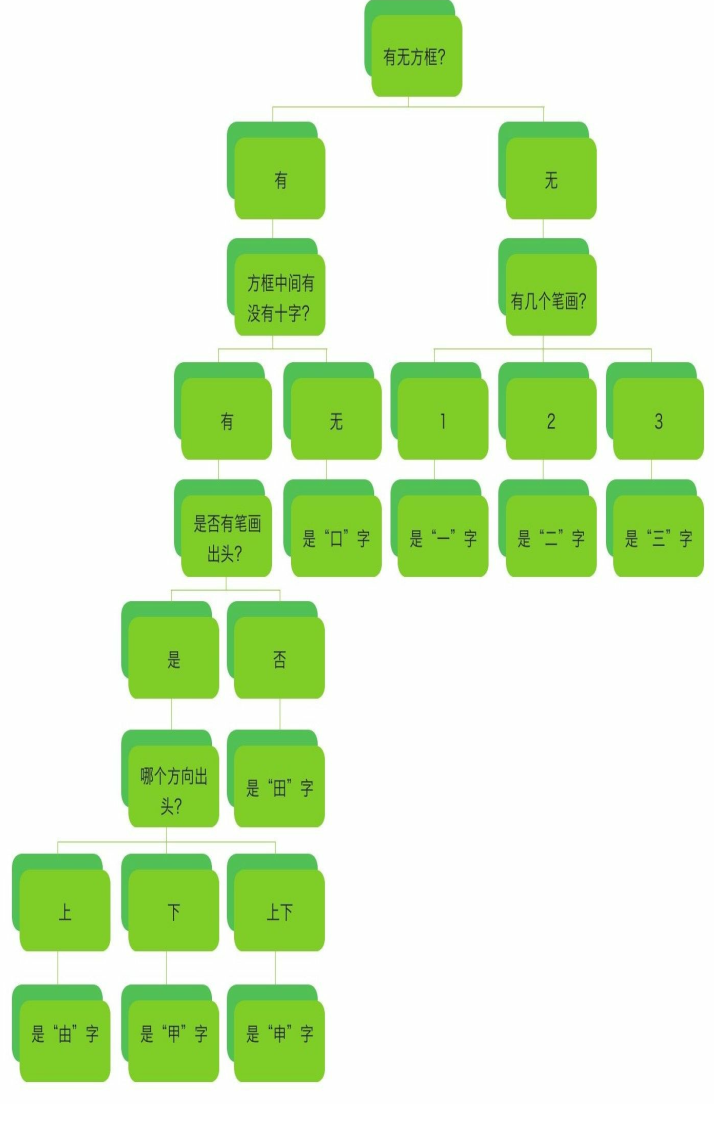 有无方框?
有
无
方框中间有
没有十字?
有几个笔画?
有
无
1
2
3
是否有笔画
出头?
是“口”字
是“一”字
是“二”字
是“三”字
是
否
哪个方向出
头?
是“田”字
上
下
上下
是“由”字
是“甲”字
是“申”字